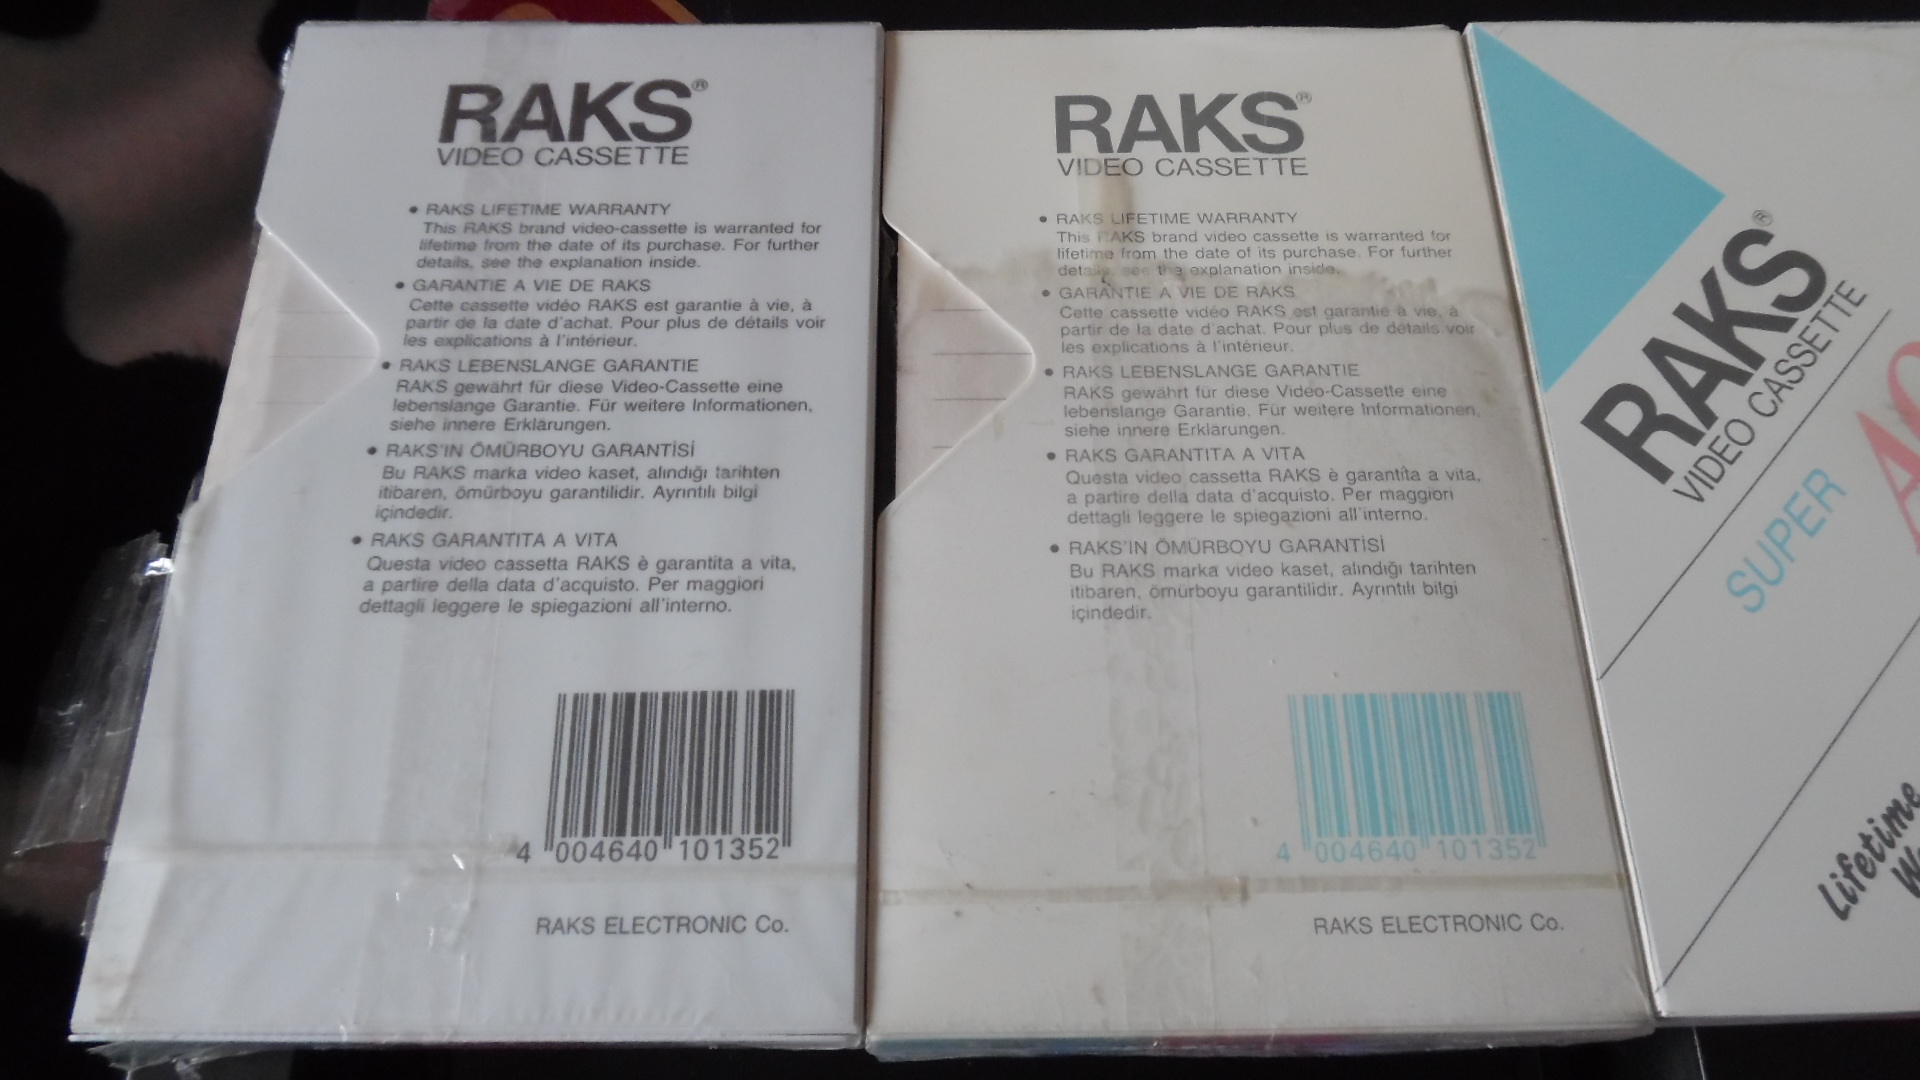 RAKS®
VIDEO CASSETTE
• RAKS LIFETIME WARRANTY
This RAKS brand video-cassette is warranted for
lifetime from the date of its purchase. For further
details, see the explanation inside.
• GARANTIE A VIE DE RAKS
Cette cassette vidéo RAKS est garantie à vie, à
partir de la date d'achat. Pour plus de détails voir
les explications à l'intérieur.
• RAKS LEBENSLANGE GARANTIE
RAKS gewährt für diese Video-Cassette eine
lebenslange Garantie. Für weitere Informationen,
siehe innere Erklärungen.
• RAKS'IN ÖMÜRBOYU GARANTİSİ
Bu RAKS marka video kaset, alındığı tarihten
itibaren, ömürboyu garantilidir. Ayrıntılı bilgi
içindedir.
• RAKS GARANTITA A VITA
Questa video cassetta RAKS è garantita a vita,
a partire della data d'acquisto. Per maggiori
dettagli leggere le spiegazioni all'interno.
4 004640 101352
RAKS ELECTRONIC Co.
RAKS®
VIDEO CASSETTE
• RAKS LIFETIME WARRANTY
This RAKS brand video cassette is warranted for
lifetime from the date of its purchase. For further
details, see the explanation inside.
• GARANTIE A VIE DE RAKS
Cette cassette vidéo RAKS est garantie à vie, à
partir de la date d'achat. Pour plus de détails voir
les explications à l'intérieur.
• RAKS LEBENSLANGE GARANTIE
RAKS gewährt für diese Video-Cassette eine
lebenslange Garantie. Für weitere Informationen,
siehe innere Erklärungen.
• RAKS GARANTITA A VITA
Questa video cassetta RAKS è garantita a vita,
a partire della data d'acquisto. Per maggiori
dettagli leggere le spiegazioni all'interno.
• RAKS'IN ÖMÜRBOYU GARANTİSİ
Bu RAKS marka video kaset, alındığı tarihten
itibaren, ömürboyu garantilidir. Ayrıntılı bilgi
içindedir.
4 004640 101352
RAKS ELECTRONIC Co.
RAKS®
VIDEO CASSETTE
SUPER
Lifetime